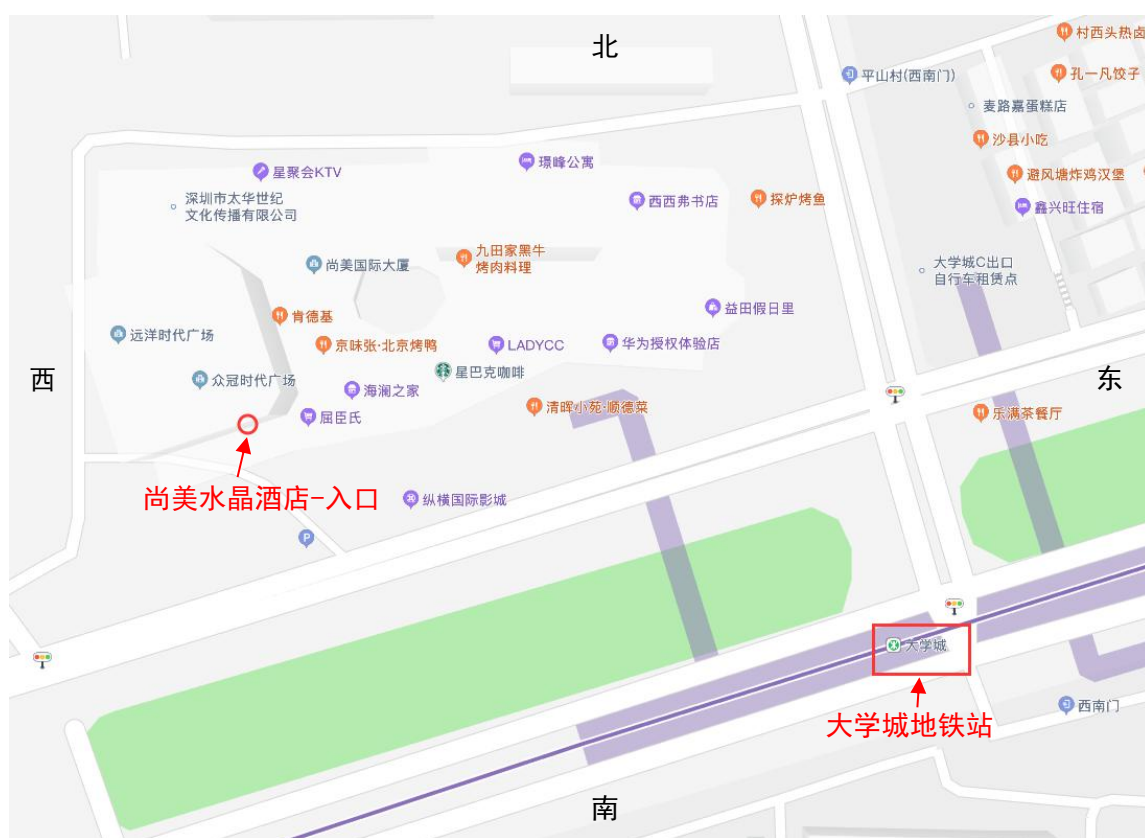 北
村西头热卤
平山村(西南门)
孔一凡饺子
麦路嘉蛋糕店
沙县小吃
璟峰公寓
星聚会KTV
避风塘炸鸡汉堡
深圳市太华世纪
文化传播有限公司
西西弗书店
探炉烤鱼
鑫兴旺住宿
九田家黑牛
烤肉料理
尚美国际大厦
大学城C出口
自行车租赁点
益田假日里
肯德基
远洋时代广场
京味张·北京烤鸭
LADYCC
华为授权体验店
星巴克咖啡
西
众冠时代广场
海澜之家
东
屈臣氏
清晖小苑·顺德菜
乐满茶餐厅
尚美水晶酒店-入口
纵横国际影城
P
大学城
西南门
大学城地铁站
南